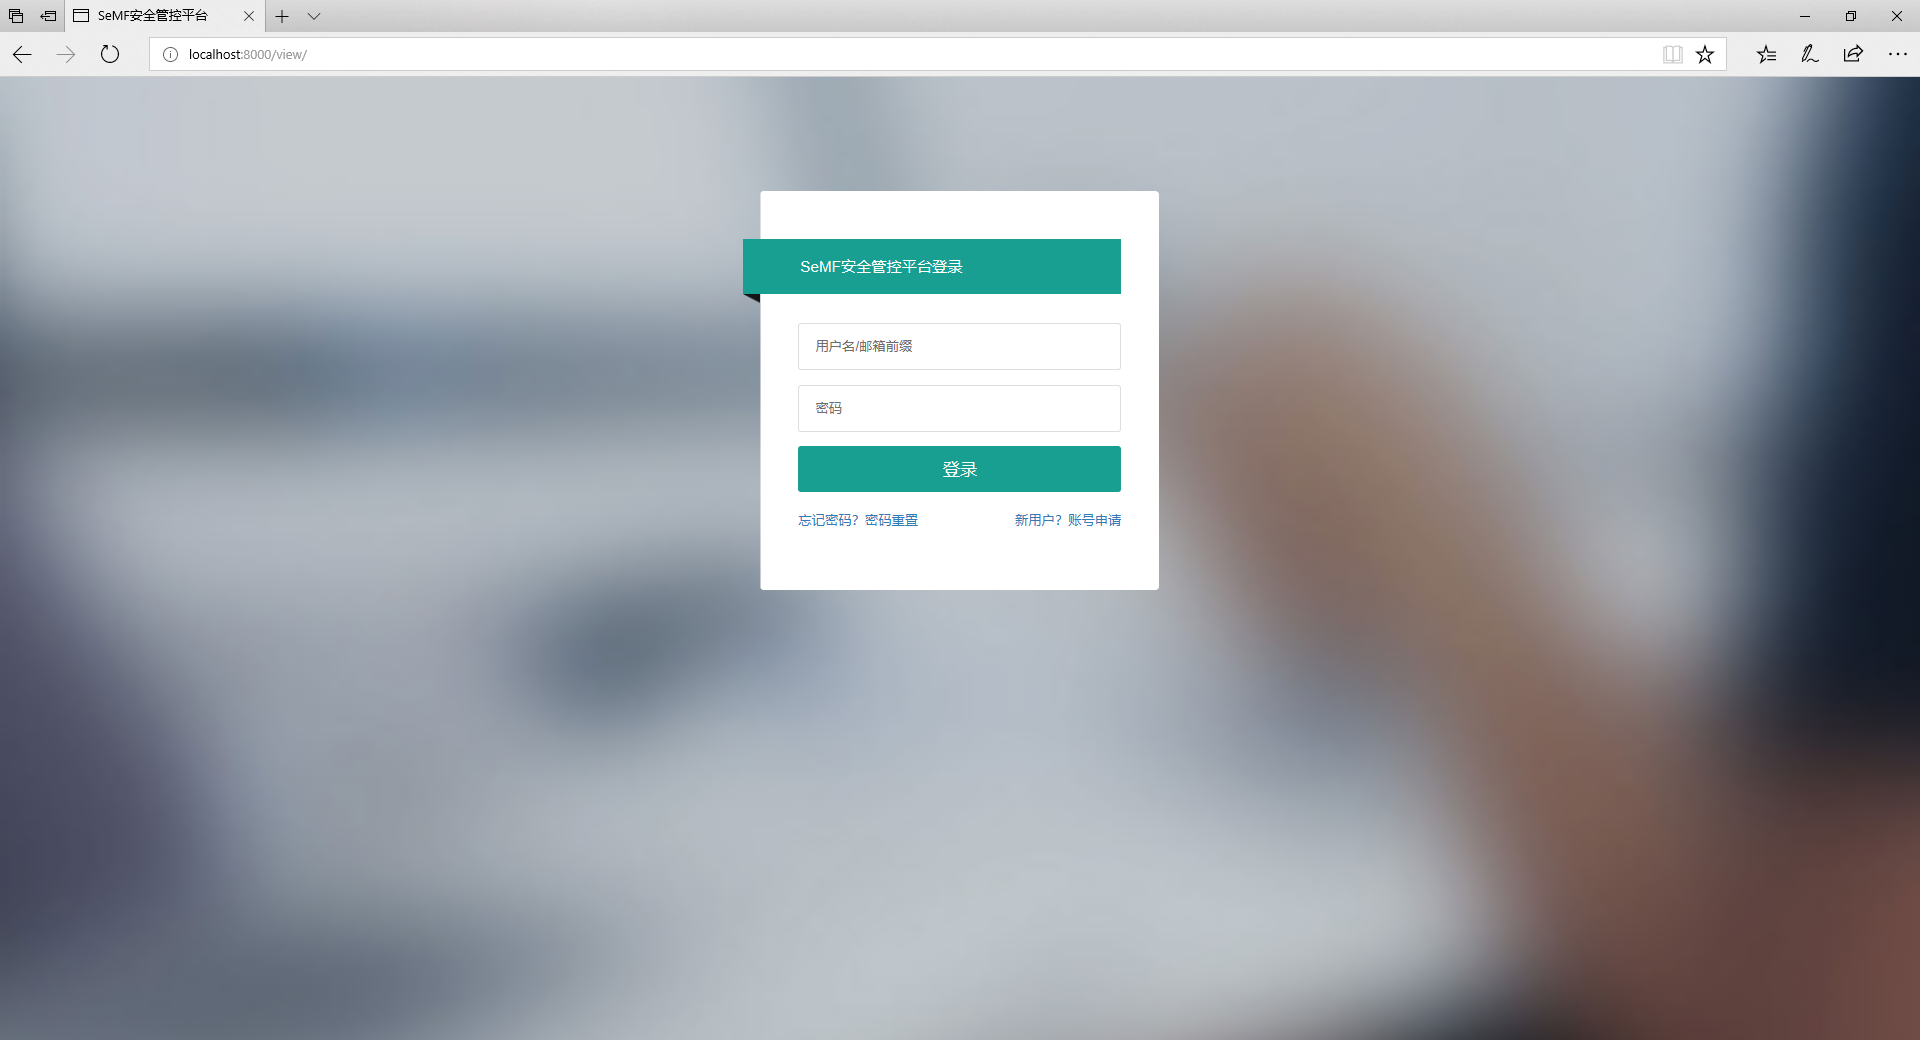 SeMF安全管控平台
localhost:8000/view/
SeMF安全管控平台登录
用户名/邮箱前缀
密码
登录
忘记密码？密码重置
新用户？账号申请